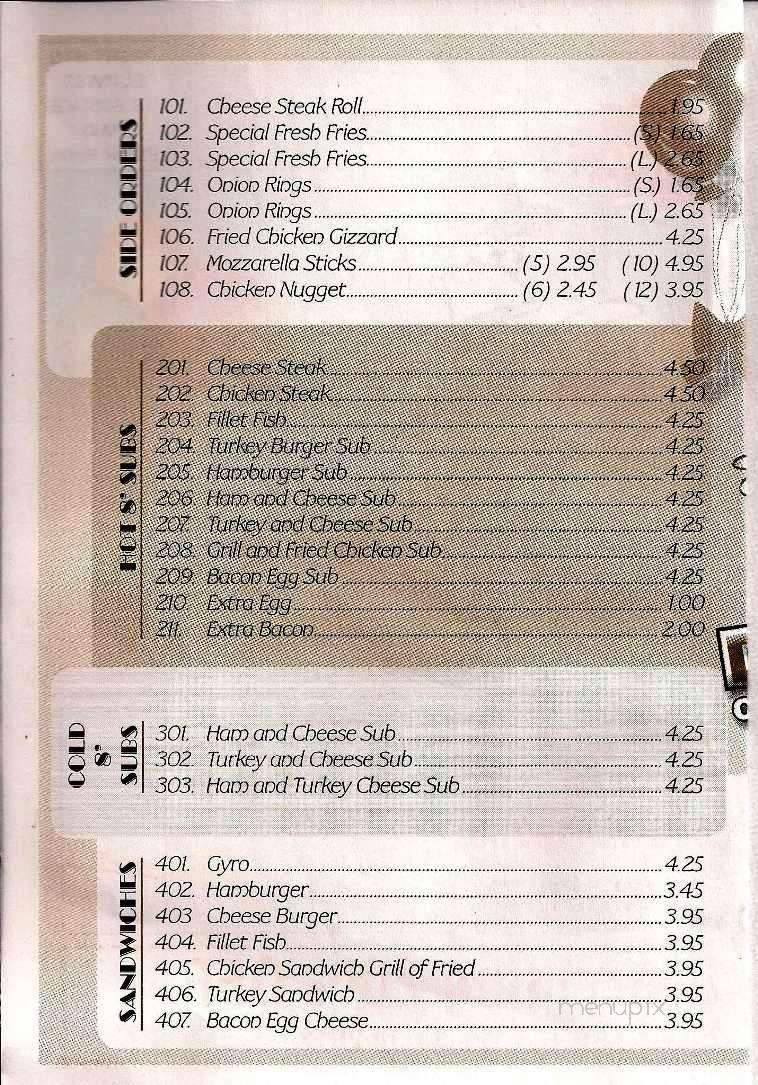 SIDE ORDERS
101. Cheese Steak Roll 1.95
102. Special Fresh Fries (S.) 1.65
103. Special Fresh Fries (L.) 2.65
104. Onion Rings (S.) 1.65
105. Onion Rings (L) 2.65
106. Fried Chicken Gizzard 4.25
107. Mozzarella Sticks (5) 2.95 (10) 4.95
108. Chicken Nugget (6) 2.45 (12) 3.95
HOT 8' SUBS
201. Cheese Steak 4.50
202. Chicken Steak 4.50
203. Fillet Fish 4.25
204. Turkey Burger Sub 4.25
205. Hamburger Sub 4.25
206. Ham and Cheese Sub 4.25
207. Turkey and Cheese Sub 4.25
208. Grill and Fried Chicken Sub 4.25
209. Bacon Egg Sub 4.25
210. Extra Egg 1.00
211. Extra Bacon 2.00
COLD
8'
SUBS
301. Ham and Cheese Sub 4.25
302. Turkey and Cheese Sub 4.25
303. Ham and Turkey Cheese Sub 4.25
SANDWICHES
401. Gyro 4.25
402. Hamburger 3.45
403 Cheese Burger 3.95
404. Fillet Fish 3.95
405. Chicken Sandwich Grill of Fried 3.95
406. Turkey Sandwich 3.95
407. Bacon Egg Cheese 3.95
menupix